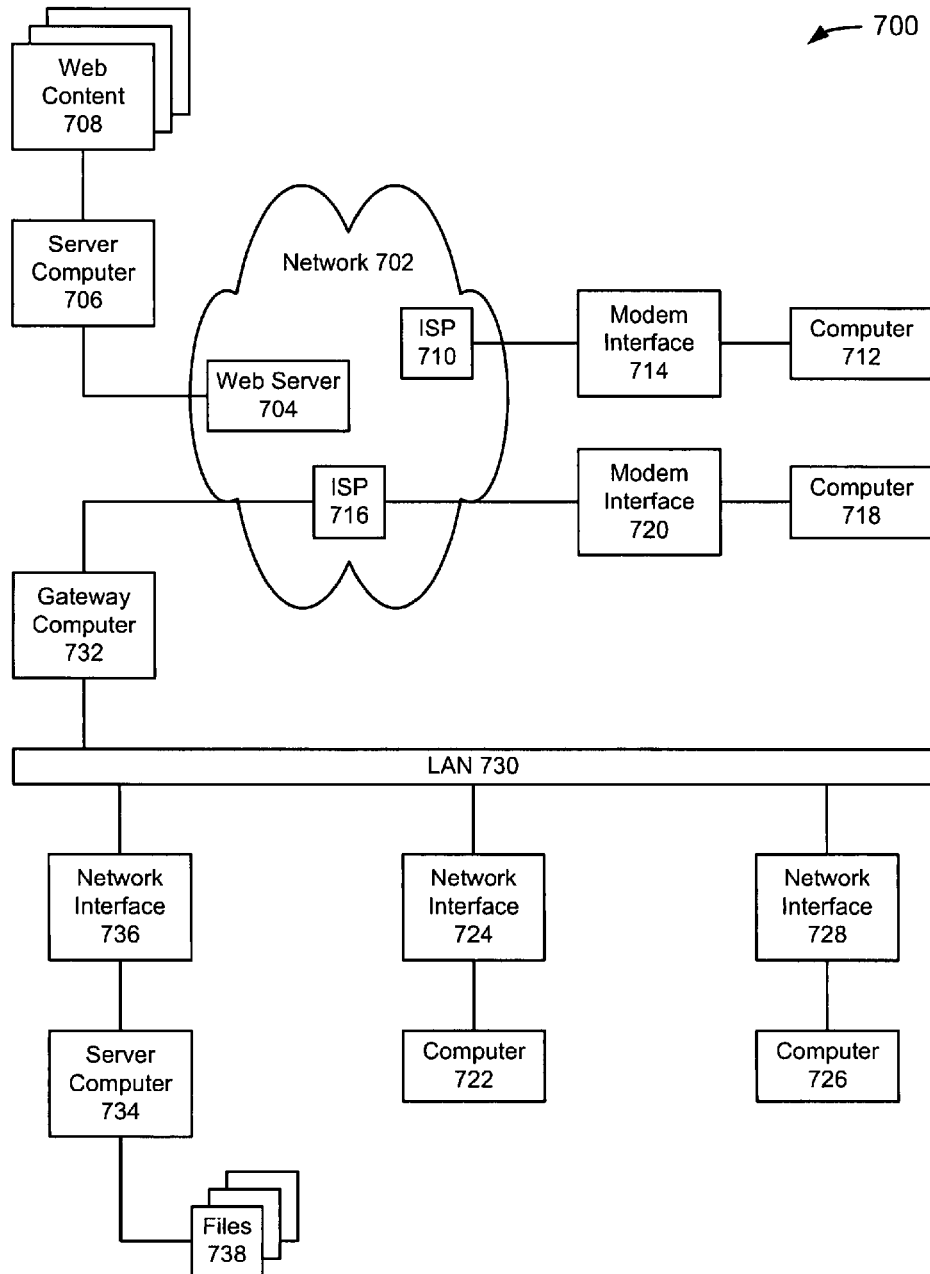 700
Web
Content
708
Server
Computer
706
Network 702
ISP
710
Modem
Interface
714
Computer
712
Web Server
704
ISP
716
Modem
Interface
720
Computer
718
Gateway
Computer
732
LAN 730
Network
Interface
736
Network
Interface
724
Network
Interface
728
Server
Computer
734
Computer
722
Computer
726
Files
738